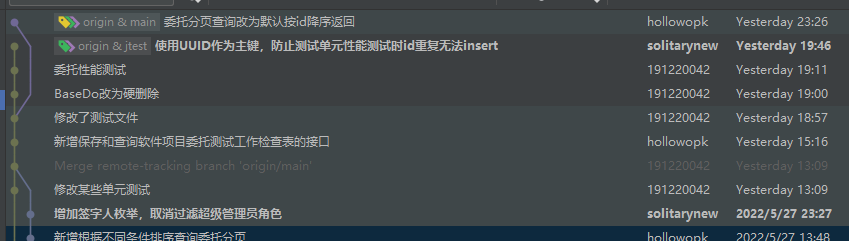 origin & main 委托分页查询改为默认按id降序返回 hollowopk Yesterday 23:26
origin & jtest 使用UUID作为主键，防止测试单元性能测试时id重复无法insert solitarynew Yesterday 19:46
委托性能测试 191220042 Yesterday 19:11
BaseDo改为硬删除 191220042 Yesterday 19:00
修改了测试文件 191220042 Yesterday 18:57
新增保存和查询软件项目委托测试工作检查表的接口 hollowopk Yesterday 15:16
Merge remote-tracking branch 'origin/main' 191220042 Yesterday 13:09
修改某些单元测试 191220042 Yesterday 13:09
增加签字人枚举，取消过滤超级管理员角色 solitarynew 2022/5/27 23:27
新增根据不同条件排序查询委托分页 hollowopk 2022/5/27 13:48